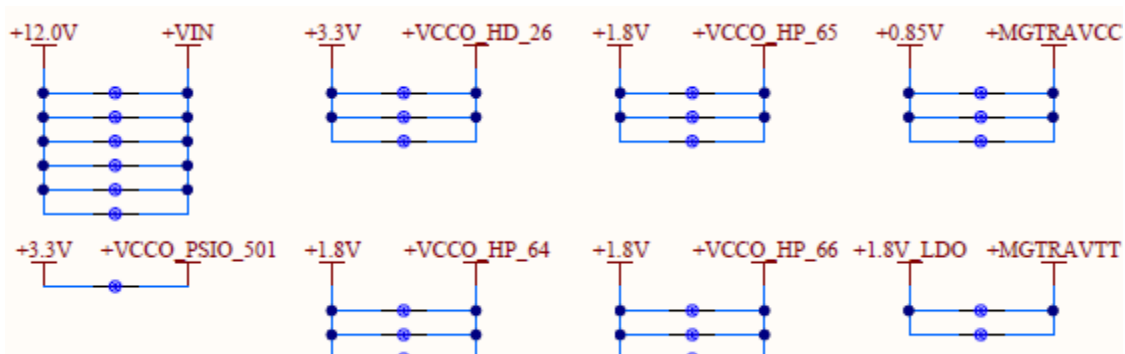 +12.0V +VIN +3.3V +VCCO_HD_26 +1.8V +VCCO_HP_65 +0.85V +MGTRAVCC
+3.3V +VCCO_PSIO_501 +1.8V +VCCO_HP_64 +1.8V +VCCO_HP_66 +1.8V_LDO +MGTRAVTT